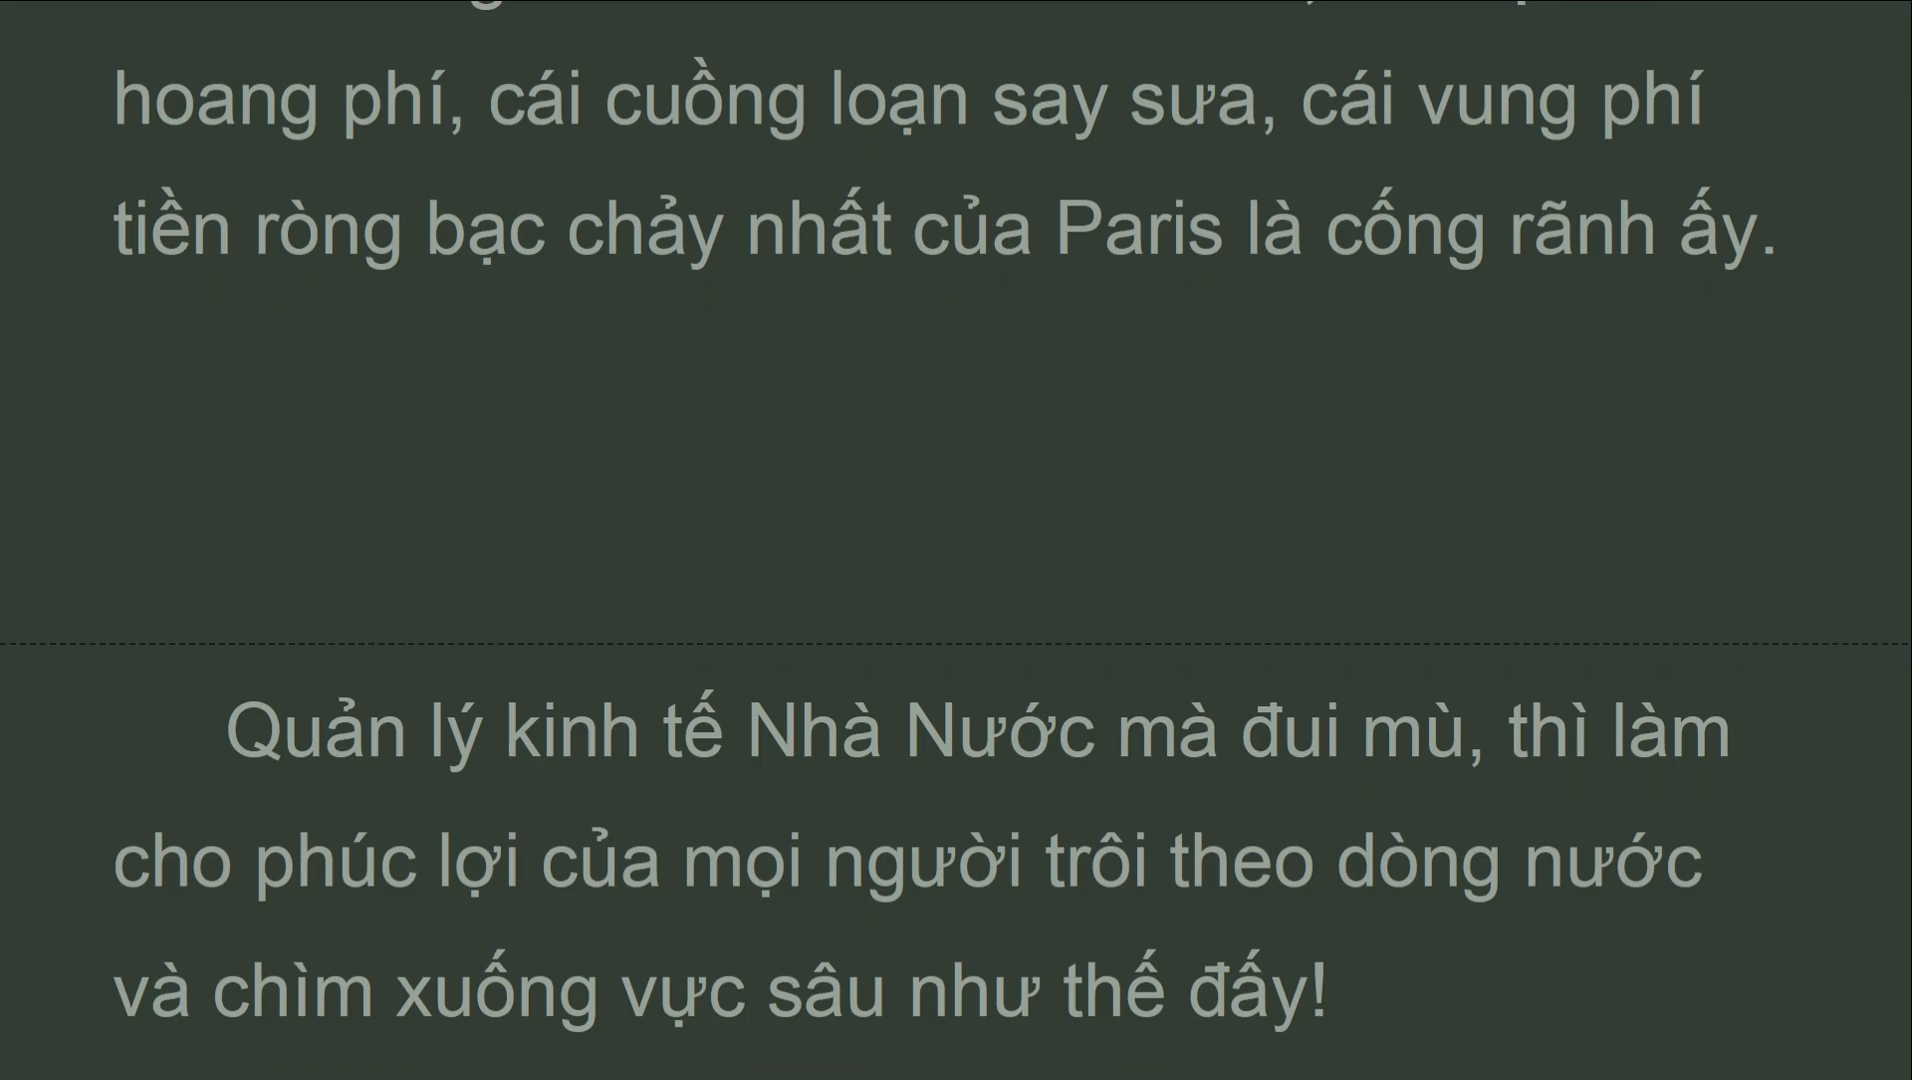 hoang phí, cái cuồng loạn say sưa, cái vung phí
tiền ròng bạc chảy nhất của Paris là cống rãnh ấy.
Quản lý kinh tế Nhà Nước mà đui mù, thì làm
cho phúc lợi của mọi người trôi theo dòng nước
và chìm xuống vực sâu như thế đấy!